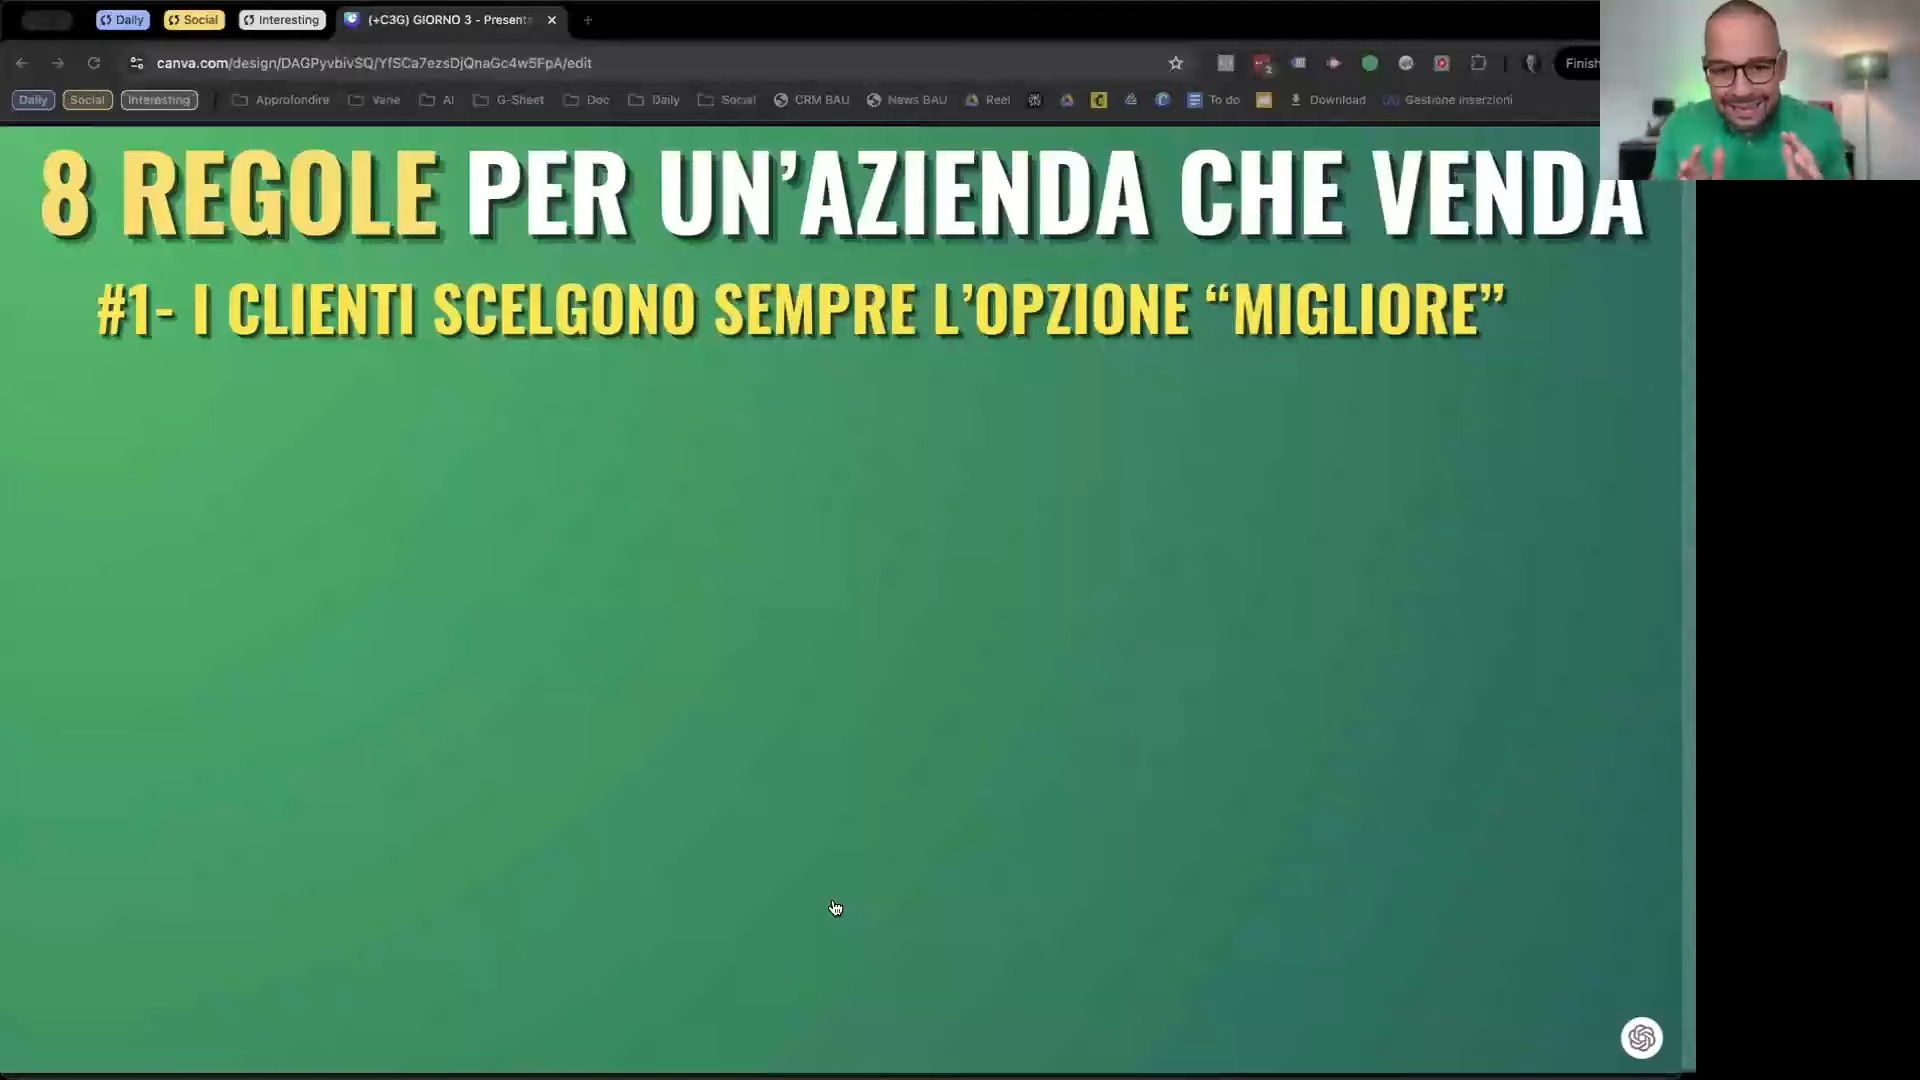 Daily
Social
Interesting
(+C3G) GIORNO 3 - Present
canva.com/design/DAGPyvbivSQ/YfSCa7ezsDjQnaGc4w5FpA/edit
2
Finish
Daily
Social
Interesting
Approfondire
Vane
AI
G-Sheet
Doc
Daily
Social
CRM BAU
News BAU
Reel
To do
Download
Gestione inserzioni
8 REGOLE PER UN’AZIENDA CHE VENDA
#1- I CLIENTI SCELGONO SEMPRE L’OPZIONE “MIGLIORE”